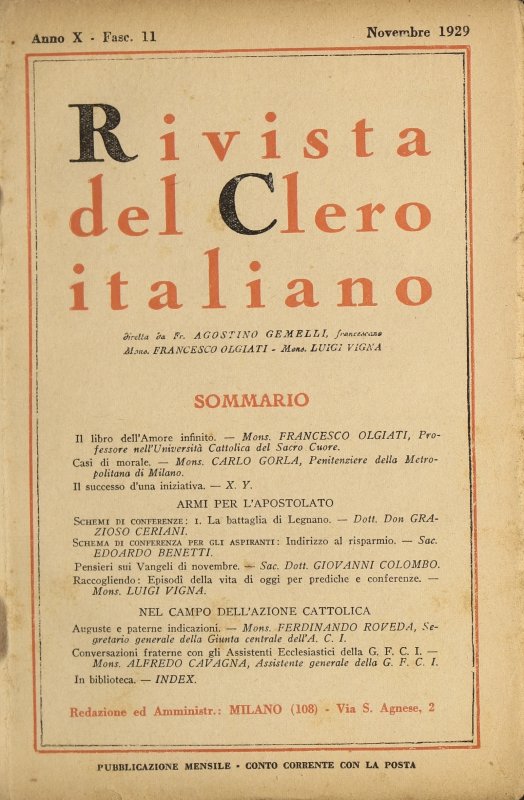 Anno X - Fasc. 11
Novembre 1929
Rivista
del Clero
italiano
diretta da Fr. AGOSTINO GEMELLI, francescano
Mons. FRANCESCO OLGIATI - Mons. LUIGI VIGNA
SOMMARIO
Il libro dell'Amore infinito. — Mons. FRANCESCO OLGIATI, Pro-
fessore nell'Università Cattolica del Sacro Cuore.
Casi di morale. — Mons. CARLO GORLA, Penitenziere della Metro-
politana di Milano.
Il successo d'una iniziativa. — X. Y.
ARMI PER L'APOSTOLATO
SCHEMI DI CONFERENZE: I. La battaglia di Legnano. — Dott. Don GRA-
ZIOSO CERIANI.
SCHEMA DI CONFERENZA PER GLI ASPIRANTI: Indirizzo al risparmio. — Sac.
EDOARDO BENETTI.
Pensieri sui Vangeli di novembre. — Sac. Dott. GIOVANNI COLOMBO.
Raccogliendo: Episodî della vita di oggi per prediche e conferenze. —
Mons. LUIGI VIGNA.
NEL CAMPO DELL'AZIONE CATTOLICA
Auguste e paterne indicazioni. — Mons. FERDINANDO ROVEDA, Se-
gretario generale della Giunta centrale dell'A. C. I.
Conversazioni fraterne con gli Assistenti Ecclesiastici della G. F. C. I. —
Mons. ALFREDO CAVAGNA, Assistente generale della G. F. C. I.
In biblioteca. — INDEX.
Redazione ed Amministr.: MILANO (108) - Via S. Agnese, 2
PUBBLICAZIONE MENSILE - CONTO CORRENTE CON LA POSTA